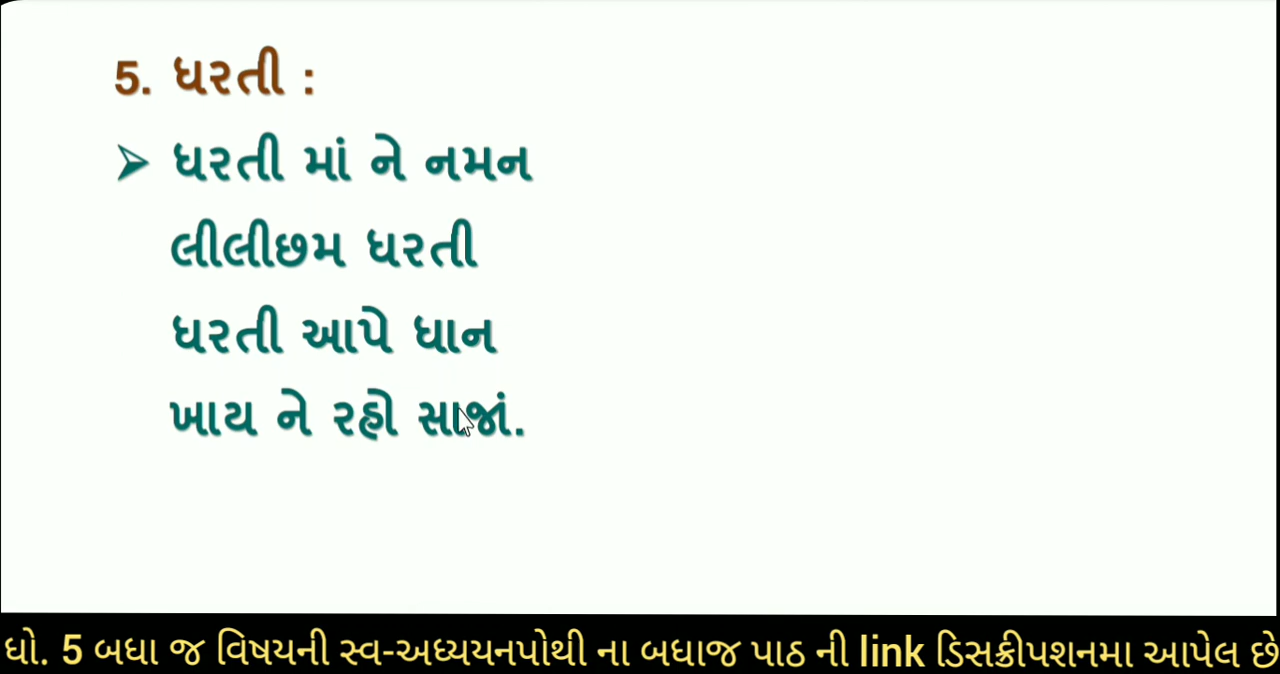 5. ધરતી :
➢ ધરતી માં ને નમન
લીલીછમ ધરતી
ધરતી આપે ધાન
ખાય ને રહો સાજાં.
ધો. 5 બધા જ વિષયની સ્વ-અધ્યયનપોથી ના બધાજ પાઠ ની link ડિસક્રીપશનમા આપેલ છે